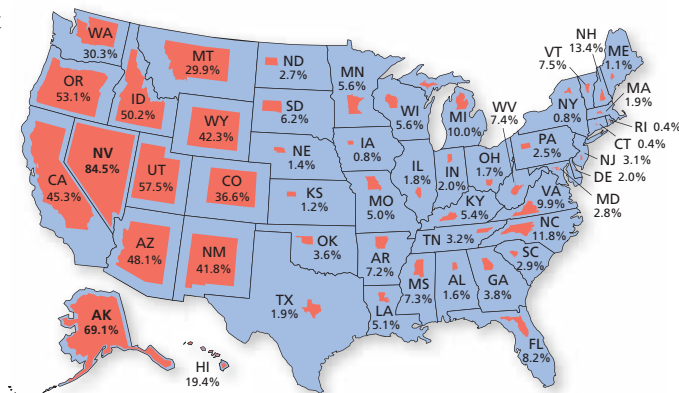 WA
30.3%
OR
53.1%
CA
45.3%
NV
84.5%
ID
50.2%
MT
29.9%
WY
42.3%
UT
57.5%
CO
36.6%
AZ
48.1%
NM
41.8%
ND
2.7%
SD
6.2%
NE
1.4%
KS
1.2%
OK
3.6%
TX
1.9%
MN
5.6%
IA
0.8%
MO
5.0%
AR
7.2%
LA
5.1%
WI
5.6%
IL
1.8%
MI
10.0%
IN
2.0%
OH
1.7%
KY
5.4%
TN 3.2%
MS
7.3%
AL
1.6%
GA
3.8%
FL
8.2%
SC
2.9%
NC
11.8%
VA
9.9%
WV
7.4%
PA
2.5%
NY
0.8%
VT
7.5%
NH
13.4%
ME
1.1%
MA
1.9%
RI 0.4%
CT 0.4%
NJ 3.1%
DE 2.0%
MD
2.8%
AK
69.1%
HI
19.4%